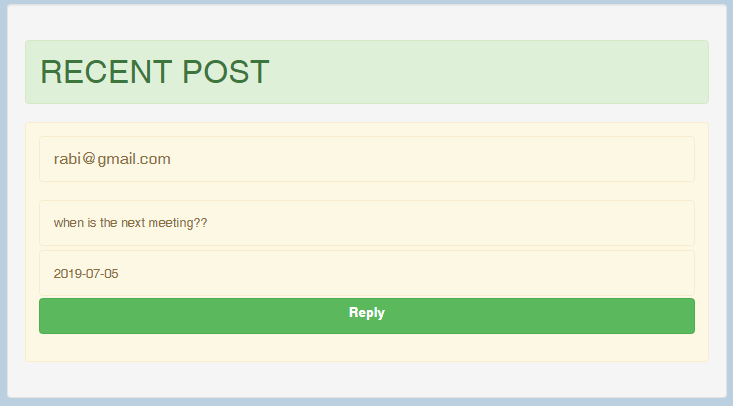 RECENT POST
rabi@gmail.com
when is the next meeting??
2019-07-05
Reply